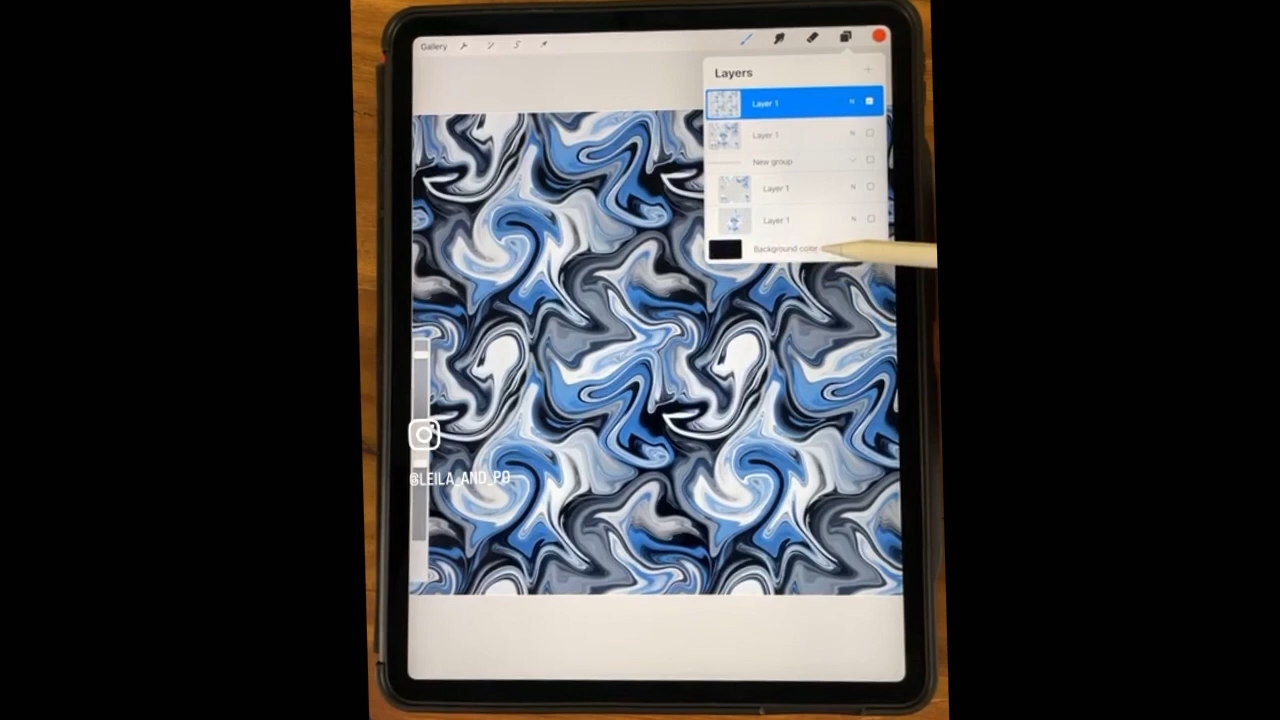 Gallery
Layers
Layer 1 N
Layer 1 N
New group
Layer 1 N
Layer 1 N
Background color
@LEILA_AND_PO